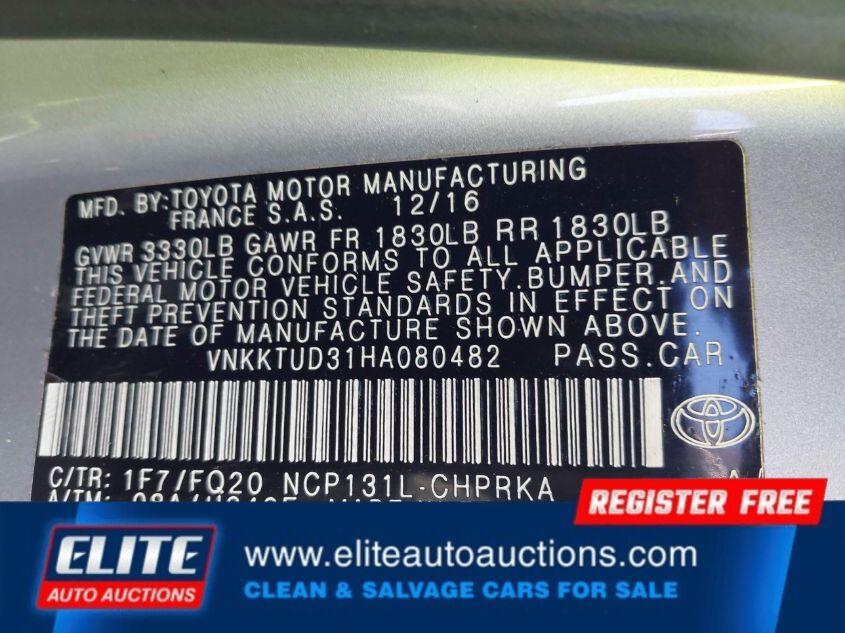 MFD. BY:TOYOTA MOTOR MANUFACTURING
FRANCE S.A.S. 12/16
GVWR 3330LB GAWR FR 1830LB RR 1830LB
THIS VEHICLE CONFORMS TO ALL APPLICABLE
FEDERAL MOTOR VEHICLE SAFETY,BUMPER,AND
THEFT PREVENTION STANDARDS IN EFFECT ON
THE DATE OF MANUFACTURE SHOWN ABOVE.
VNKKTUD31HA080482 PASS.CAR
C/TR: 1F7/FQ20 NCP131L-CHPRKA
A/TM:
REGISTER FREE
ELITE
AUTO AUCTIONS
www.eliteautoauctions.com
CLEAN & SALVAGE CARS FOR SALE